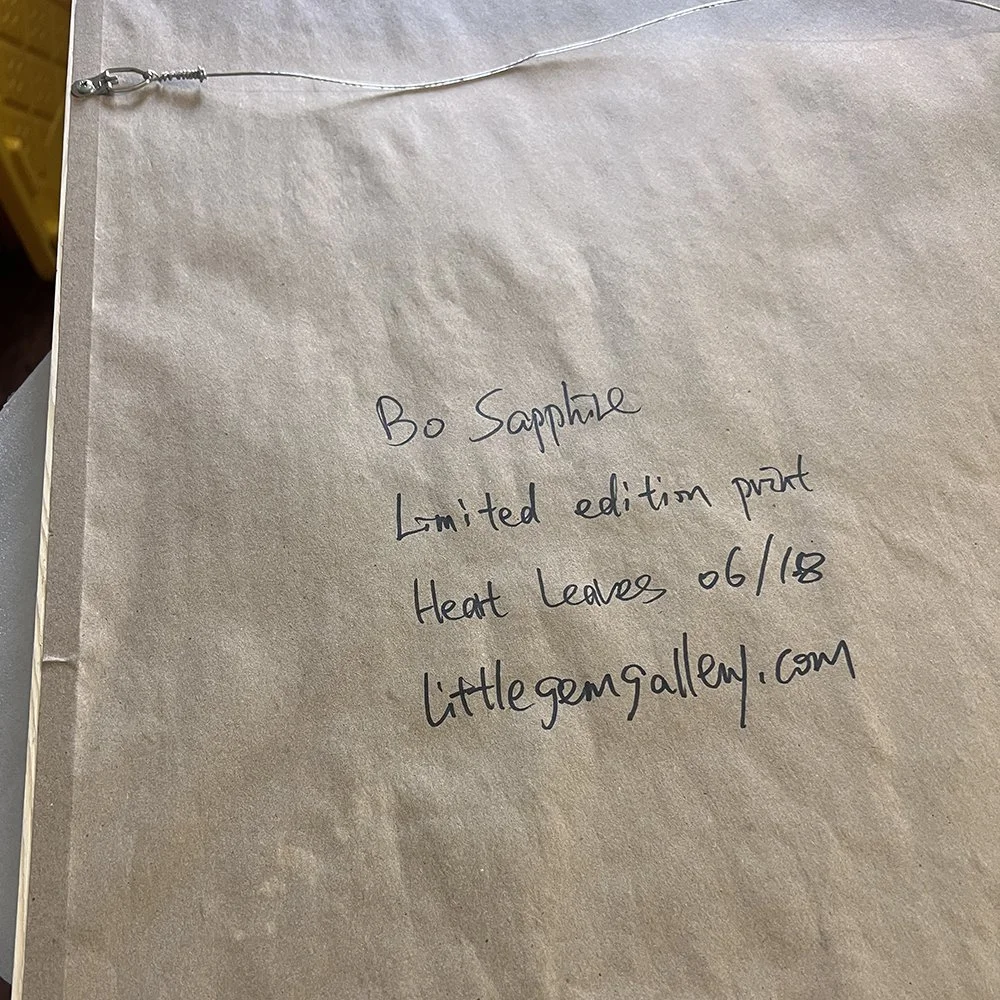 Bo Sapphire
Limited edition print
Heart Leaves 06/18
littlegemgallery.com